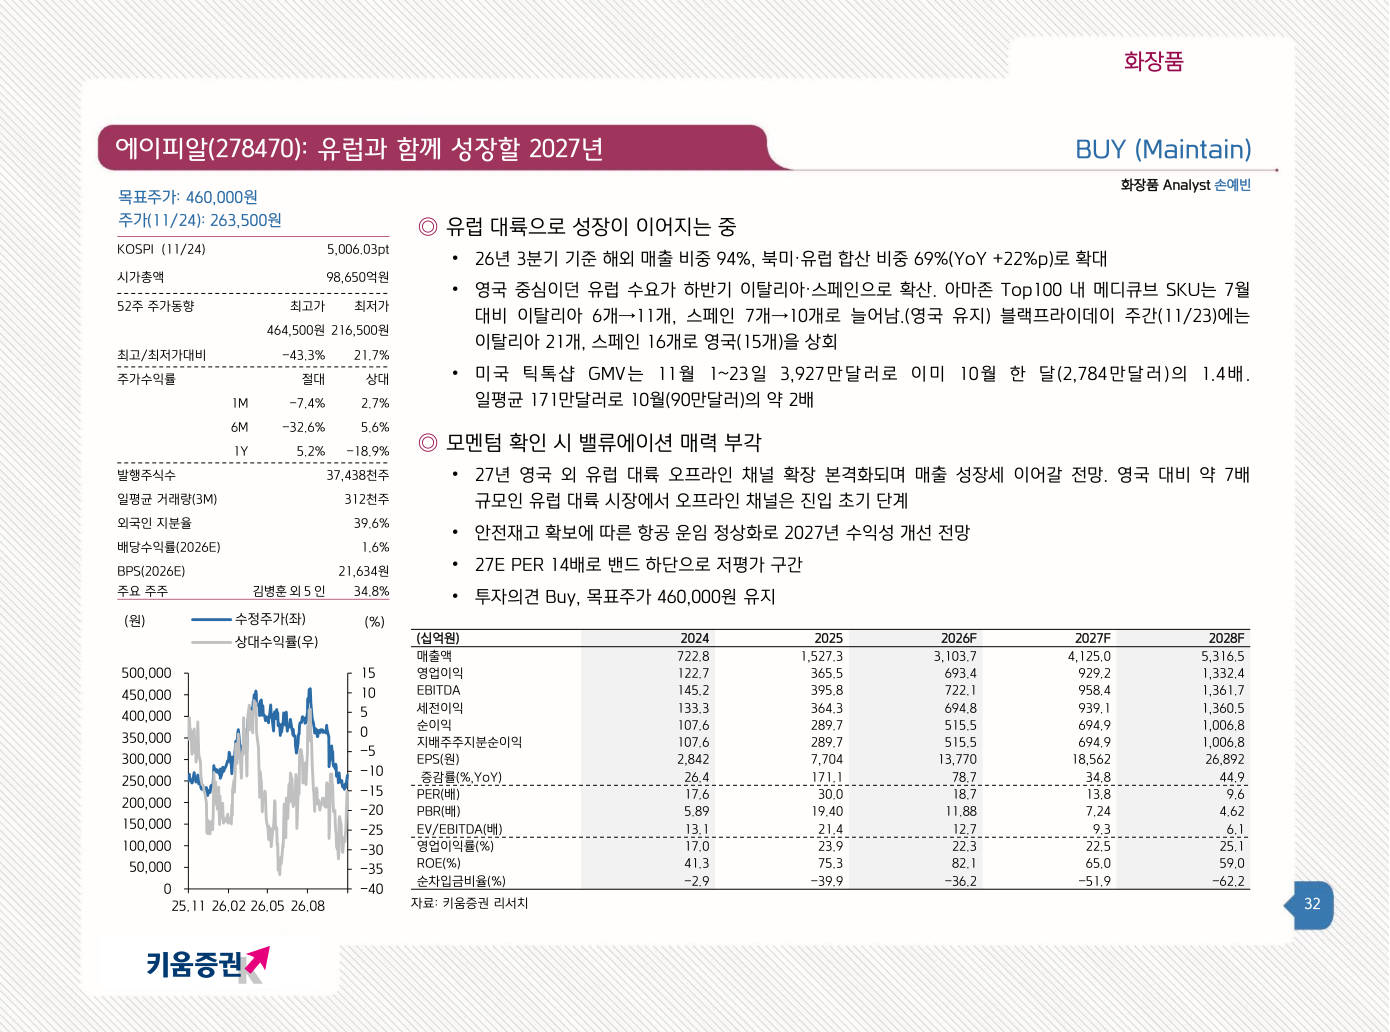 화장품
에이피알(278470): 유럽과 함께 성장할 2027년
BUY (Maintain)
화장품 Analyst 손예빈
목표주가: 460,000원
주가(11/24): 263,500원
KOSPI (11/24) 5,006.03pt
시가총액 98,650억원
52주 주가동향 최고가 최저가
464,500원 216,500원
최고/최저가대비 -43.3% 21.7%
주가수익률 절대 상대
1M -7.4% 2.7%
6M -32.6% 5.6%
1Y 5.2% -18.9%
발행주식수 37,438천주
일평균 거래량(3M) 312천주
외국인 지분율 39.6%
배당수익률(2026E) 1.6%
BPS(2026E) 21,634원
주요 주주 김병훈 외 5 인 34.8%
(원) 수정주가(좌) (%)
상대수익률(우)
500,000 15
450,000 10
400,000 5
350,000 0
300,000 -5
250,000 -10
200,000 -15
150,000 -20
100,000 -25
50,000 -30
0 -35
-40
25.11 26.02 26.05 26.08
◎ 유럽 대륙으로 성장이 이어지는 중
• 26년 3분기 기준 해외 매출 비중 94%, 북미·유럽 합산 비중 69%(YoY +22%p)로 확대
• 영국 중심이던 유럽 수요가 하반기 이탈리아·스페인으로 확산. 아마존 Top100 내 메디큐브 SKU는 7월
대비 이탈리아 6개→11개, 스페인 7개→10개로 늘어남.(영국 유지) 블랙프라이데이 주간(11/23)에는
이탈리아 21개, 스페인 16개로 영국(15개)을 상회
• 미국 틱톡샵 GMV는 11월 1~23일 3,927만달러로 이미 10월 한 달(2,784만달러)의 1.4배.
일평균 171만달러로 10월(90만달러)의 약 2배
◎ 모멘텀 확인 시 밸류에이션 매력 부각
• 27년 영국 외 유럽 대륙 오프라인 채널 확장 본격화되며 매출 성장세 이어갈 전망. 영국 대비 약 7배
규모인 유럽 대륙 시장에서 오프라인 채널은 진입 초기 단계
• 안전재고 확보에 따른 항공 운임 정상화로 2027년 수익성 개선 전망
• 27E PER 14배로 밴드 하단으로 저평가 구간
• 투자의견 Buy, 목표주가 460,000원 유지
(십억원) 2024 2025 2026F 2027F 2028F
매출액 722.8 1,527.3 3,103.7 4,125.0 5,316.5
영업이익 122.7 365.5 693.4 929.2 1,332.4
EBITDA 145.2 395.8 722.1 958.4 1,361.7
세전이익 133.3 364.3 694.8 939.1 1,360.5
순이익 107.6 289.7 515.5 694.9 1,006.8
지배주주지분순이익 107.6 289.7 515.5 694.9 1,006.8
EPS(원) 2,842 7,704 13,770 18,562 26,892
증감률(%,YoY) 26.4 171.1 78.7 34.8 44.9
PER(배) 17.6 30.0 18.7 13.8 9.6
PBR(배) 5.89 19.40 11.88 7.24 4.62
EV/EBITDA(배) 13.1 21.4 12.7 9.3 6.1
영업이익률(%) 17.0 23.9 22.3 22.5 25.1
ROE(%) 41.3 75.3 82.1 65.0 59.0
순차입금비율(%) -2.9 -39.9 -36.2 -51.9 -62.2
자료: 키움증권 리서치
32
키움증권